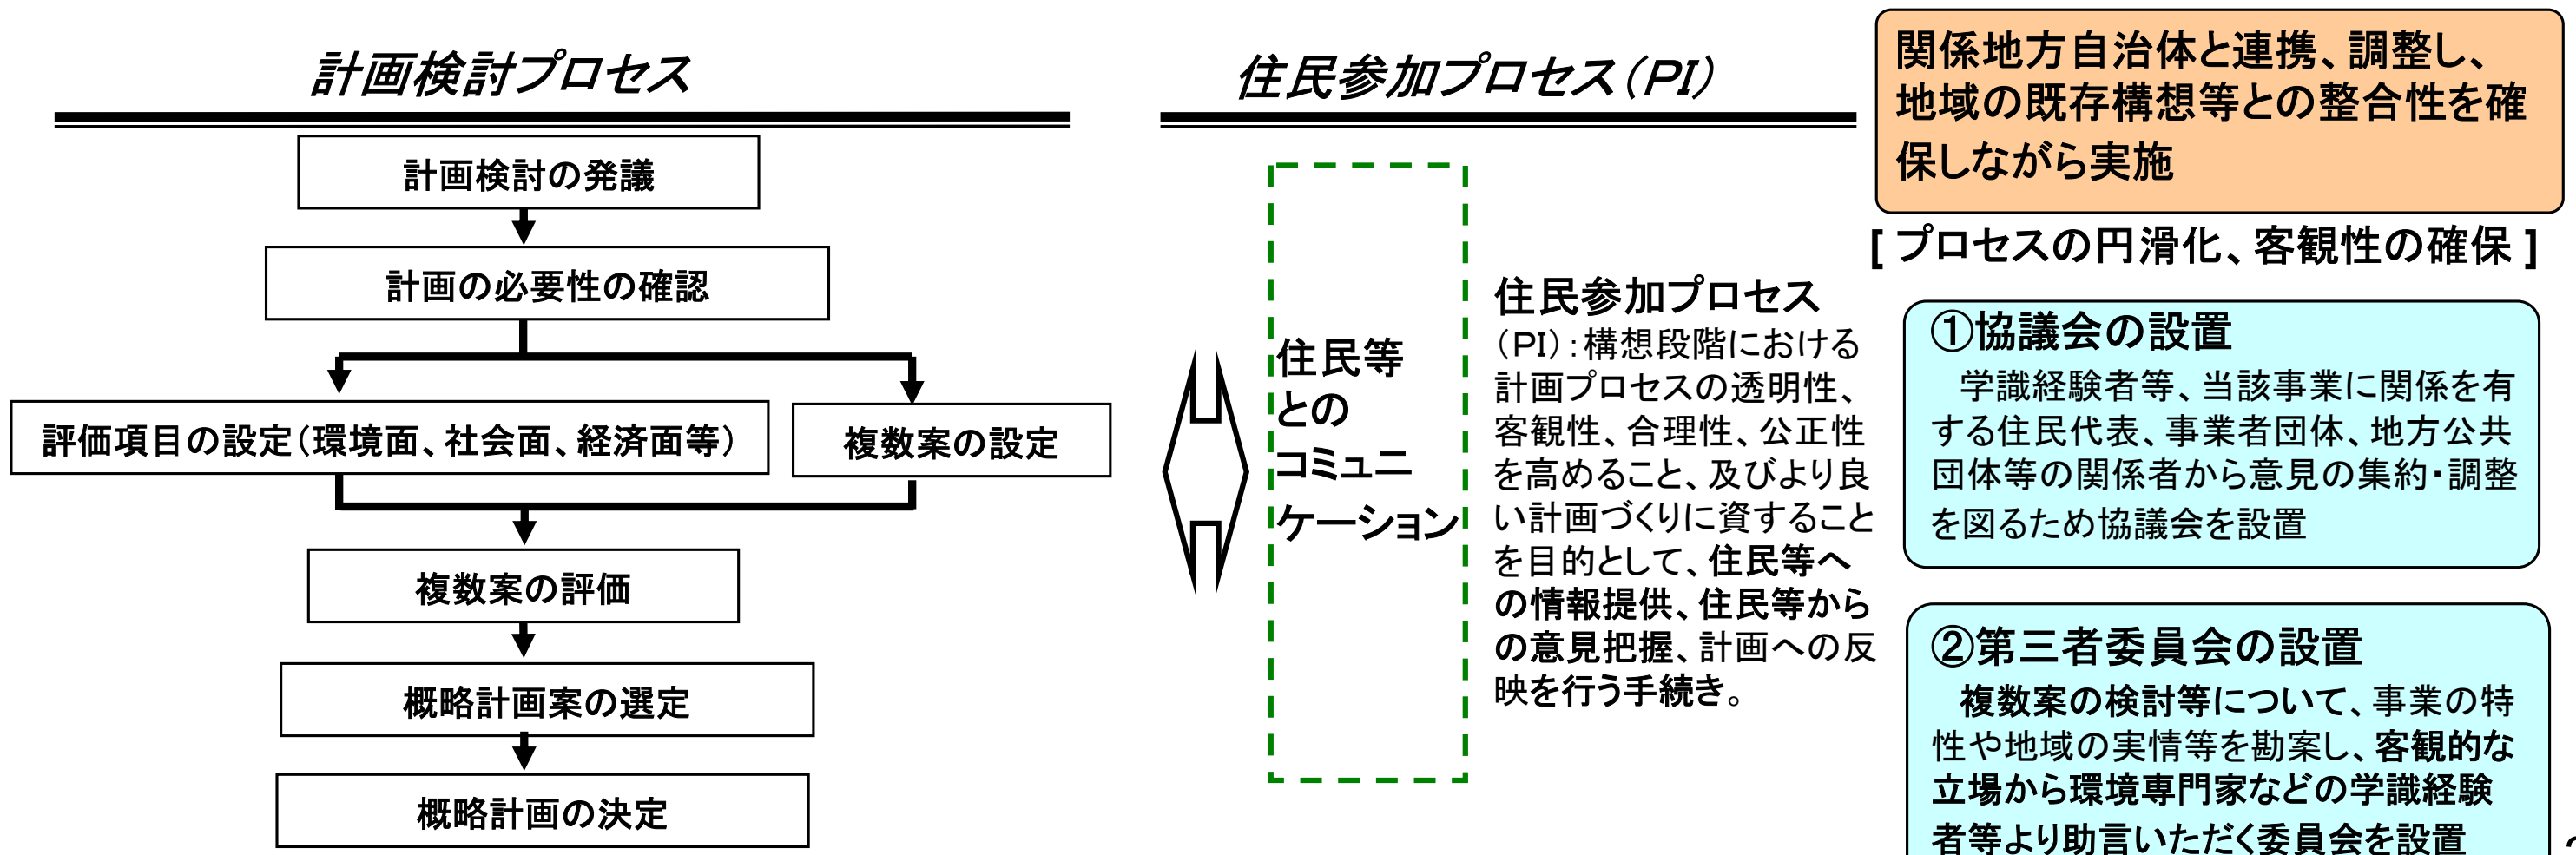 計画検討プロセス
計画検討の発議
計画の必要性の確認
評価項目の設定（環境面、社会面、経済面等）
複数案の設定
複数案の評価
概略計画案の選定
概略計画の決定
住民参加プロセス（PI）
住民等
との
コミュニ
ケーション
住民参加プロセス
（PI）：構想段階における
計画プロセスの透明性、
客観性、合理性、公正性
を高めること、及びより良
い計画づくりに資すること
を目的として、住民等へ
の情報提供、住民等から
の意見把握、計画への反
映を行う手続き。
関係地方自治体と連携、調整し、
地域の既存構想等との整合性を確
保しながら実施
[ プロセスの円滑化、客観性の確保 ]
①協議会の設置
学識経験者等、当該事業に関係を有
する住民代表、事業者団体、地方公共
団体等の関係者から意見の集約・調整
を図るため協議会を設置
②第三者委員会の設置
複数案の検討等について、事業の特
性や地域の実情等を勘案し、客観的な
立場から環境専門家などの学識経験
者等より助言いただく委員会を設置